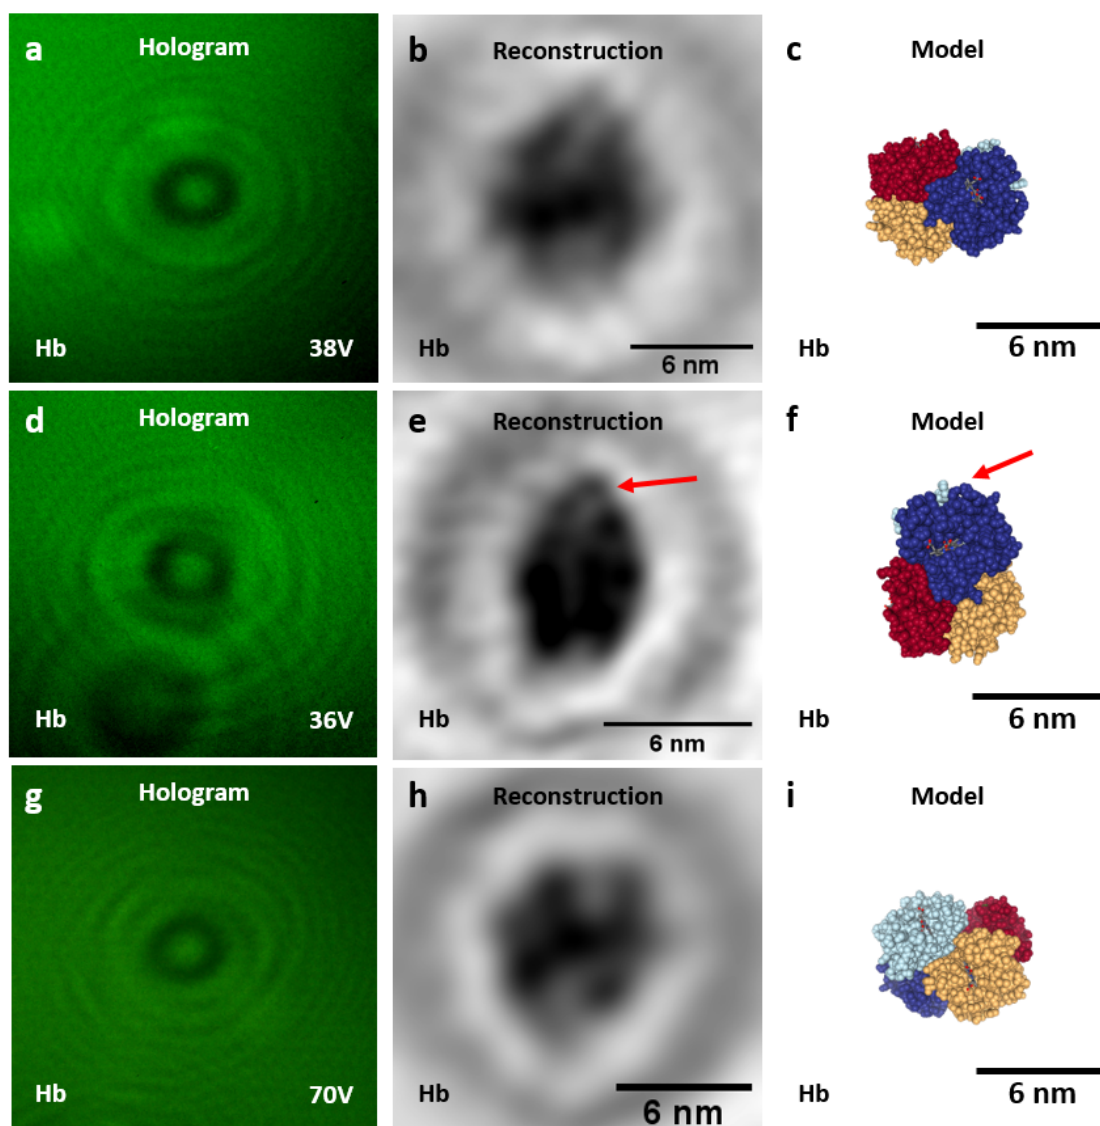 a
Hologram
Hb
38V
b
Reconstruction
Hb
6 nm
c
Model
Hb
6 nm
d
Hologram
Hb
36V
e
Reconstruction
Hb
6 nm
f
Model
Hb
6 nm
g
Hologram
Hb
70V
h
Reconstruction
Hb
6 nm
i
Model
Hb
6 nm